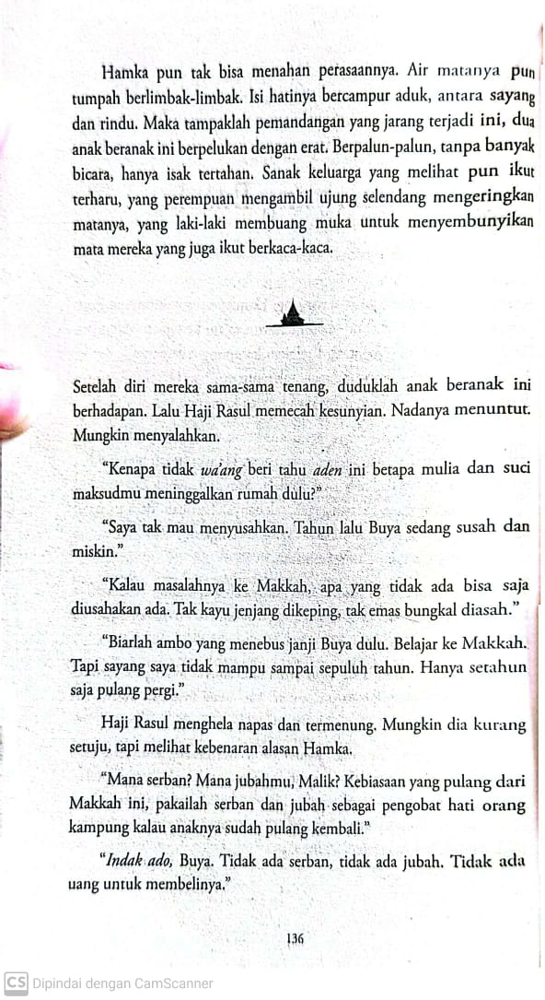 Hamka pun tak bisa menahan perasaannya. Air matanya pun
tumpah berlimbak-limbak. Isi hatinya bercampur aduk, antara sayang
dan rindu. Maka tampaklah pemandangan yang jarang terjadi ini, dua
anak beranak ini berpelukan dengan erat. Berpalun-palun, tanpa banyak
bicara, hanya isak tertahan. Sanak keluarga yang melihat pun ikut
terharu, yang perempuan mengambil ujung selendang mengeringkan
matanya, yang laki-laki membuang muka untuk menyembunyikan
mata mereka yang juga ikut berkaca-kaca.
Setelah diri mereka sama-sama tenang, duduklah anak beranak ini
berhadapan. Lalu Haji Rasul memecah kesunyian. Nadanya menuntut.
Mungkin menyalahkan.
“Kenapa tidak wa’ang beri tahu aden ini betapa mulia dan suci
maksudmu meninggalkan rumah dulu?”
“Saya tak mau menyusahkan. Tahun lalu Buya sedang susah dan
miskin.”
“Kalau masalahnya ke Makkah, apa yang tidak ada bisa saja
diusahakan ada. Tak kayu jenjang dikeping, tak emas bungkal diasah.”
“Biarlah ambo yang menebus janji Buya dulu. Belajar ke Makkah.
Tapi sayang saya tidak mampu sampai sepuluh tahun. Hanya setahun
saja pulang pergi.”
Haji Rasul menghela napas dan termenung. Mungkin dia kurang
setuju, tapi melihat kebenaran alasan Hamka.
“Mana serban? Mana jubahmu, Malik? Kebiasaan yang pulang dari
Makkah ini, pakailah serban dan jubah sebagai pengobat hati orang
kampung kalau anaknya sudah pulang kembali.”
“Indak ado, Buya. Tidak ada serban, tidak ada jubah. Tidak ada
uang untuk membelinya.”
136
CS Dipindai dengan CamScanner